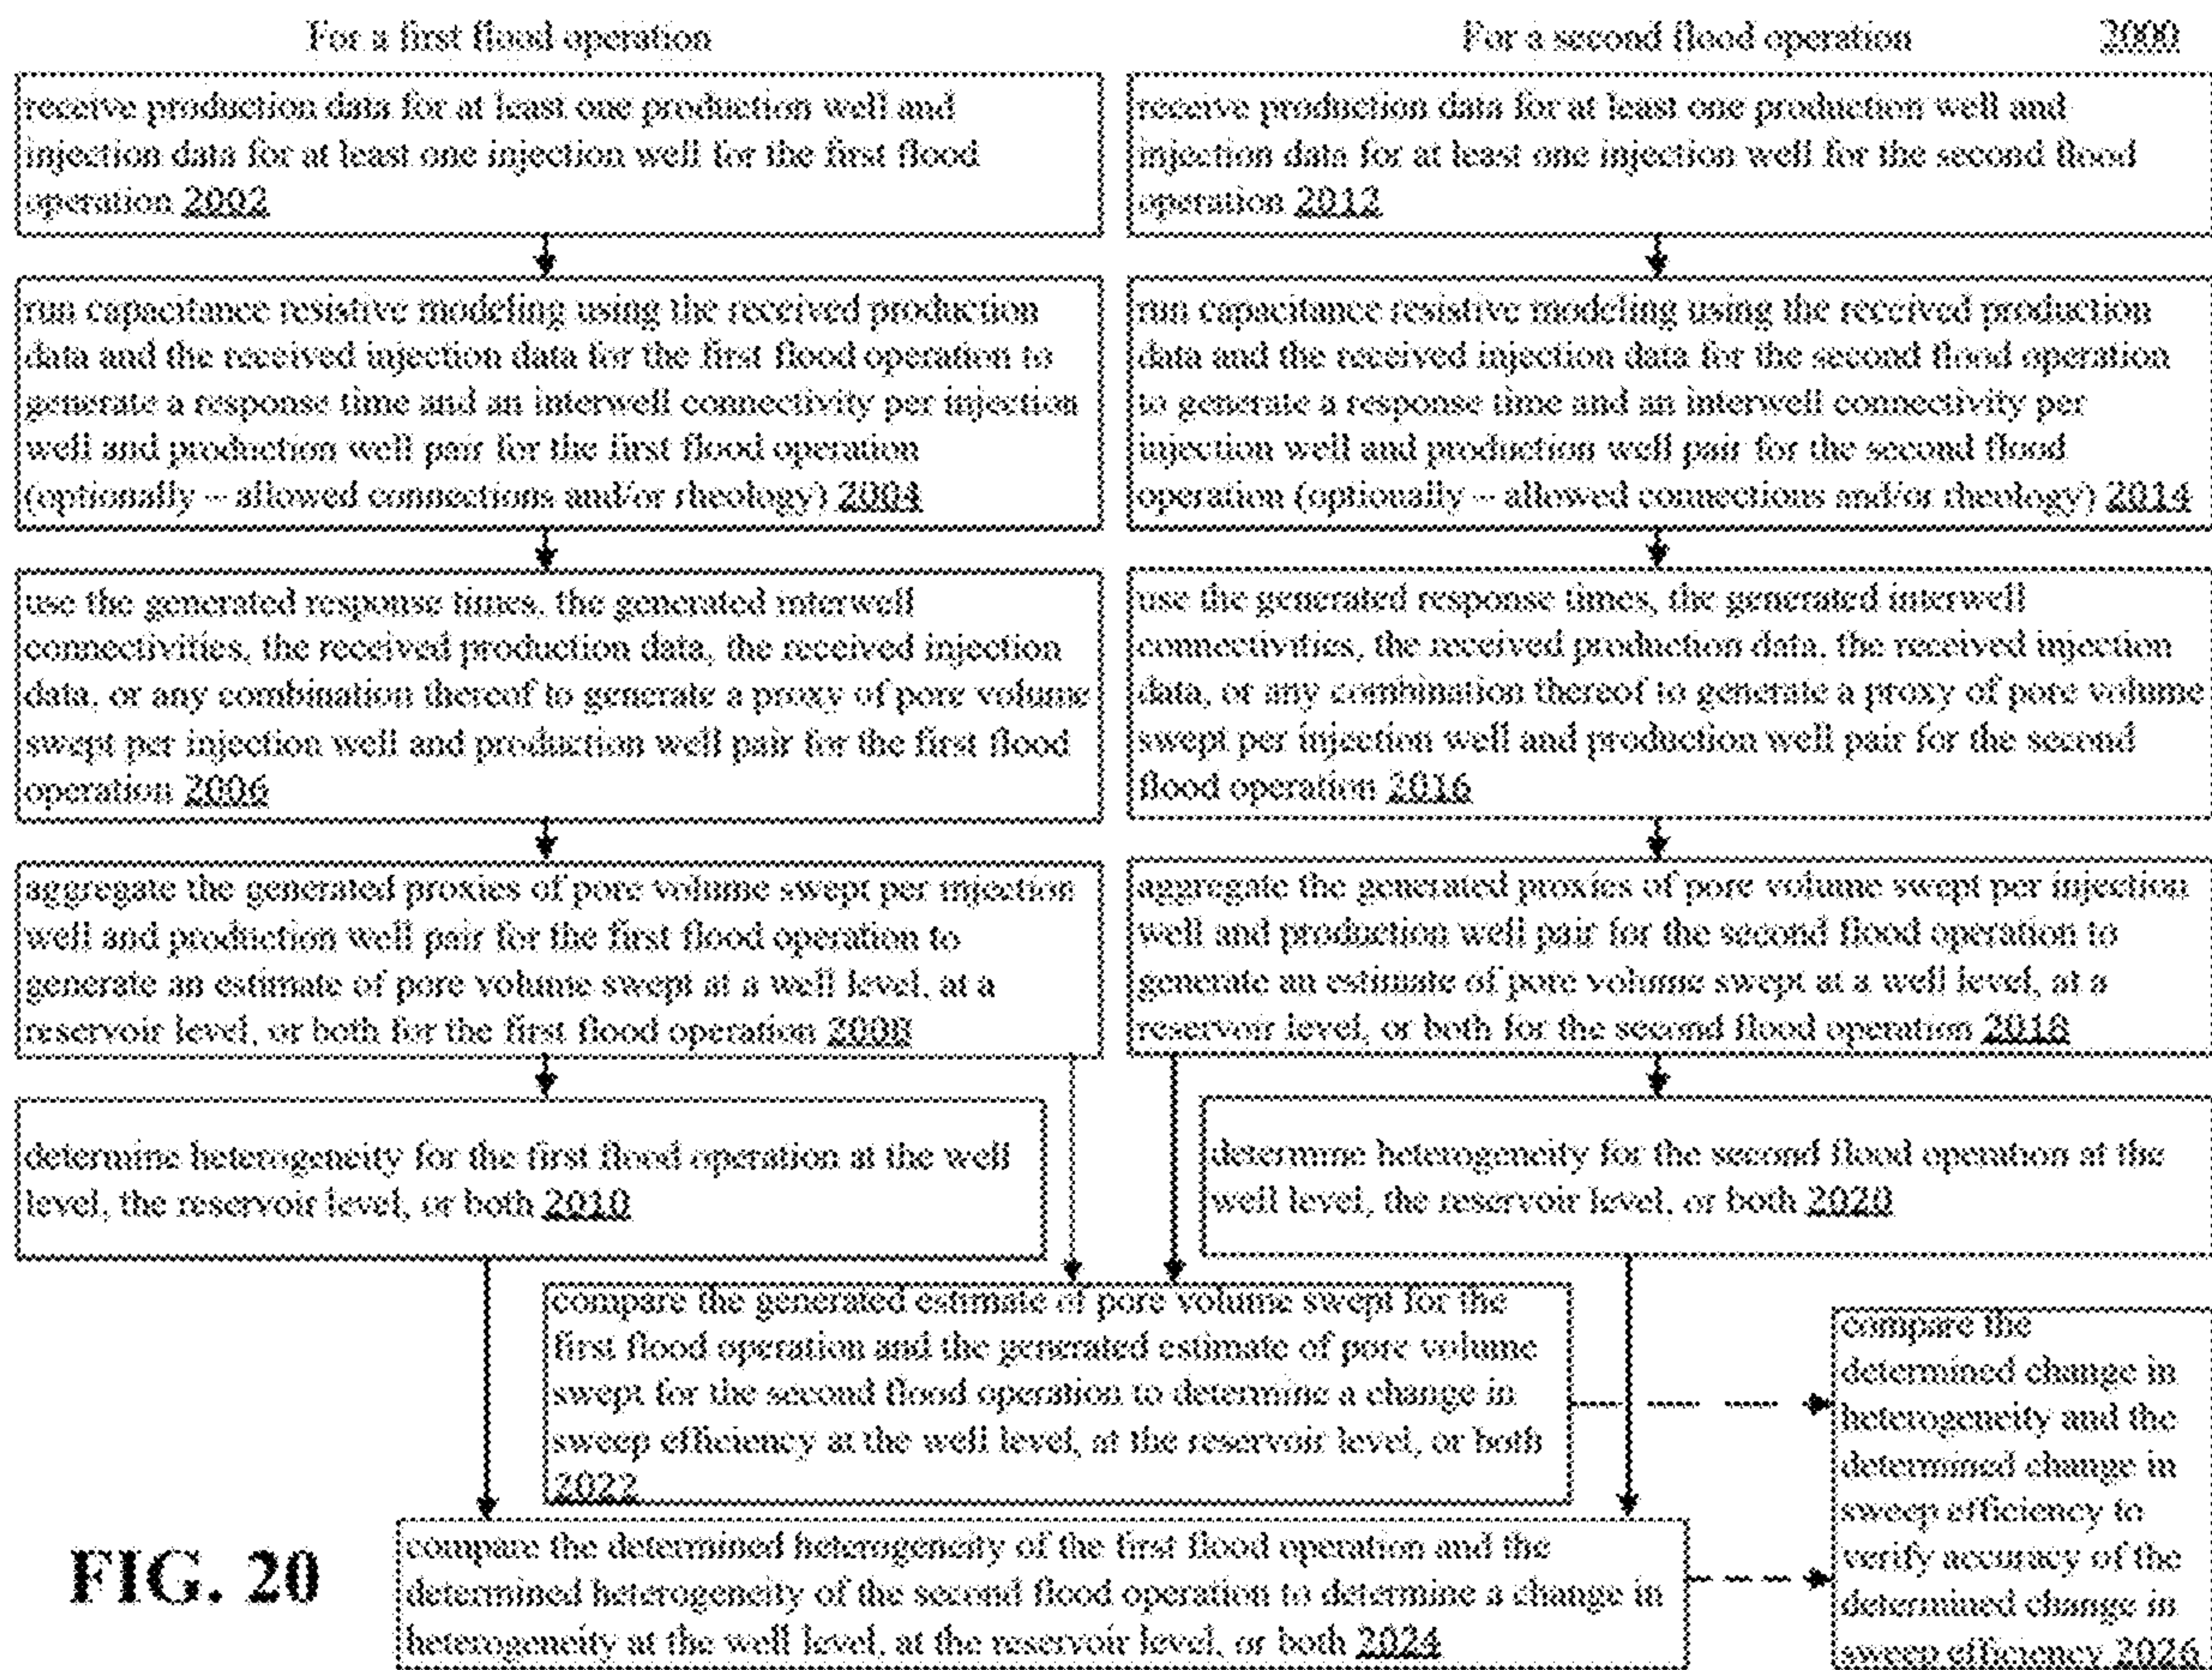 For a first flood operation
receive production data for at least one production well and
injection data for at least one injection well for the first flood
operation 2002
run capacitance resistive modeling using the received production
data and the received injection data for the first flood operation to
generate a response time and an interwell connectivity per injection
well and production well pair for the first flood operation
(optionally – allowed connections and/or rheology) 2004
use the generated response times, the generated interwell
connectivities, the received production data, the received injection
data, or any combination thereof to generate a proxy of pore volume
swept per injection well and production well pair for the first flood
operation 2006
aggregate the generated proxies of pore volume swept per injection
well and production well pair for the first flood operation to
generate an estimate of pore volume swept at a well level, at a
reservoir level, or both for the first flood operation 2008
determine heterogeneity for the first flood operation at the well
level, the reservoir level, or both 2010
For a second flood operation
2000
receive production data for at least one production well and
injection data for at least one injection well for the second flood
operation 2012
run capacitance resistive modeling using the received production
data and the received injection data for the second flood operation
to generate a response time and an interwell connectivity per
injection well and production well pair for the second flood
operation (optionally – allowed connections and/or rheology) 2014
use the generated response times, the generated interwell
connectivities, the received production data, the received injection
data, or any combination thereof to generate a proxy of pore volume
swept per injection well and production well pair for the second
flood operation 2016
aggregate the generated proxies of pore volume swept per injection
well and production well pair for the second flood operation to
generate an estimate of pore volume swept at a well level, at a
reservoir level, or both for the second flood operation 2018
determine heterogeneity for the second flood operation at the
well level, the reservoir level, or both 2020
compare the generated estimate of pore volume swept for the
first flood operation and the generated estimate of pore volume
swept for the second flood operation to determine a change in
sweep efficiency at the well level, at the reservoir level, or both
2022
compare the determined heterogeneity of the first flood operation and the
determined heterogeneity of the second flood operation to determine a change in
heterogeneity at the well level, at the reservoir level, or both 2024
compare the
determined change in
heterogeneity and the
determined change in
sweep efficiency to
verify accuracy of the
determined change in
sweep efficiency 2026
FIG. 20